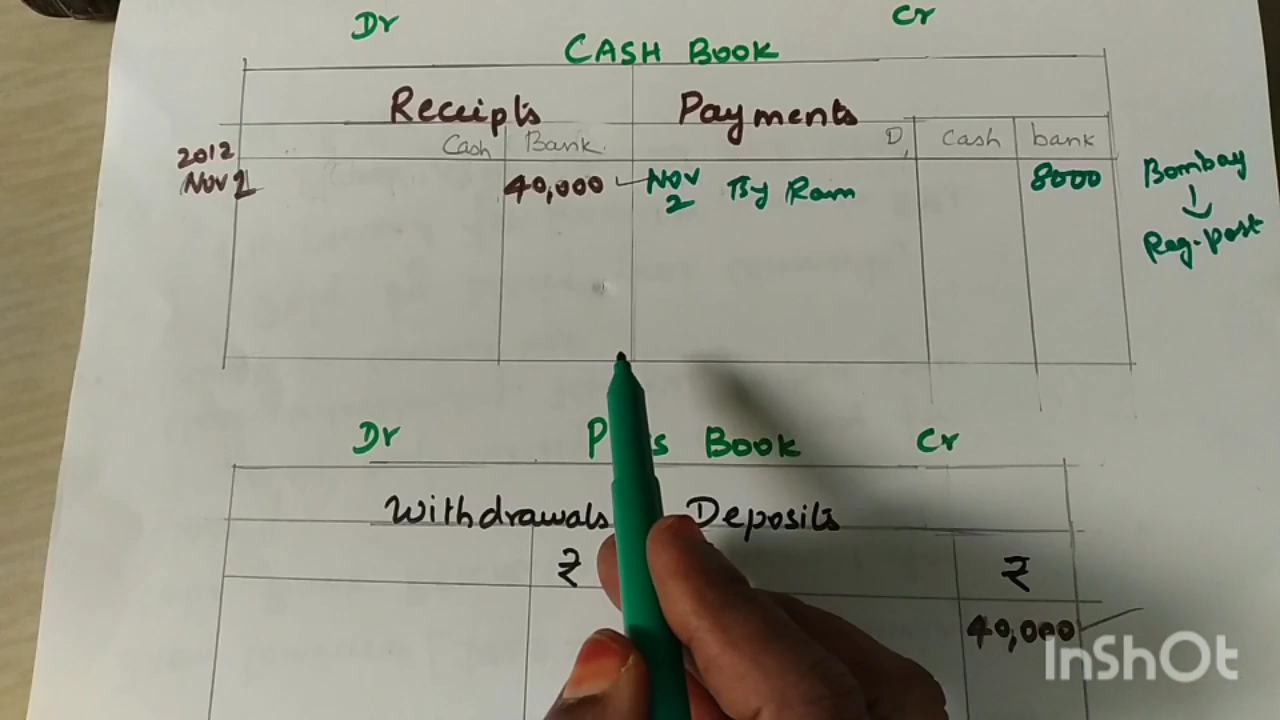 Dr Cr
CASH BOOK
Receipts Payments
Cash Bank D, Cash bank
2012
Nov 1 40,000 Nov 2 By Ram 8000
Bombay
Reg. post
Dr Book Cr
Withdrawals Deposits
₹ ₹
40,000
InShOt